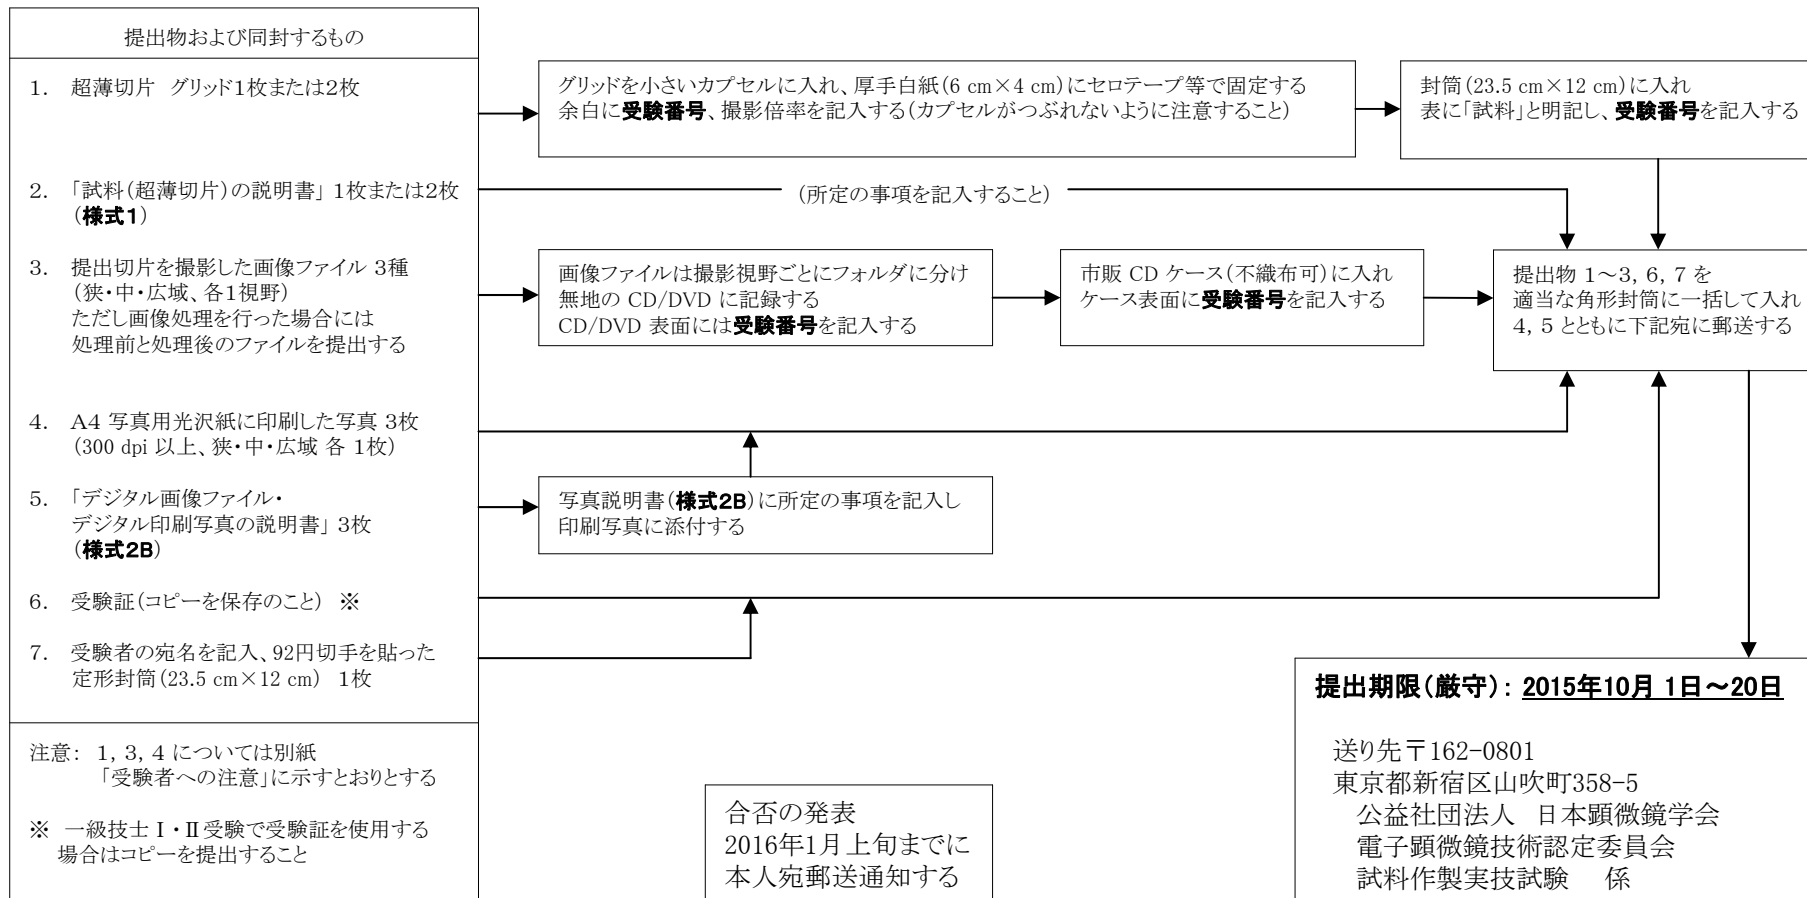 提出物および同封するもの
1. 超薄切片 グリッド1枚または2枚
グリッドを小さいカプセルに入れ、厚手白紙(6 cm×4 cm)にセロテープ等で固定する
余白に受験番号、撮影倍率を記入する(カプセルがつぶれないように注意すること)
封筒(23.5 cm×12 cm)に入れ
表に「試料」と明記し、受験番号を記入する
2. 「試料(超薄切片)の説明書」 1枚または2枚
(様式1)
(所定の事項を記入すること)
3. 提出切片を撮影した画像ファイル 3種
(狭・中・広域、各1視野)
ただし画像処理を行った場合には
処理前と処理後のファイルを提出する
画像ファイルは撮影視野ごとにフォルダに分け
無地の CD/DVD に記録する
CD/DVD 表面には受験番号を記入する
市販 CD ケース(不織布可)に入れ
ケース表面に受験番号を記入する
提出物 1~3, 6, 7 を
適当な角形封筒に一括して入れ
4, 5 とともに下記宛に郵送する
4. A4 写真用光沢紙に印刷した写真 3枚
(300 dpi 以上、狭・中・広域 各 1枚)
5. 「デジタル画像ファイル・
デジタル印刷写真の説明書」 3枚
(様式2B)
写真説明書(様式2B)に所定の事項を記入し
印刷写真に添付する
6. 受験証(コピーを保存のこと) ※
7. 受験者の宛名を記入、92円切手を貼った
定形封筒(23.5 cm×12 cm) 1枚
注意: 1, 3, 4 については別紙
「受験者への注意」に示すとおりとする
※ 一級技士 I・Ⅱ受験で受験証を使用する
場合はコピーを提出すること
合否の発表
2016年1月上旬までに
本人宛郵送通知する
提出期限(厳守): 2015年10月 1日~20日
送り先〒162-0801
東京都新宿区山吹町358-5
公益社団法人 日本顕微鏡学会
電子顕微鏡技術認定委員会
試料作製実技試験 係